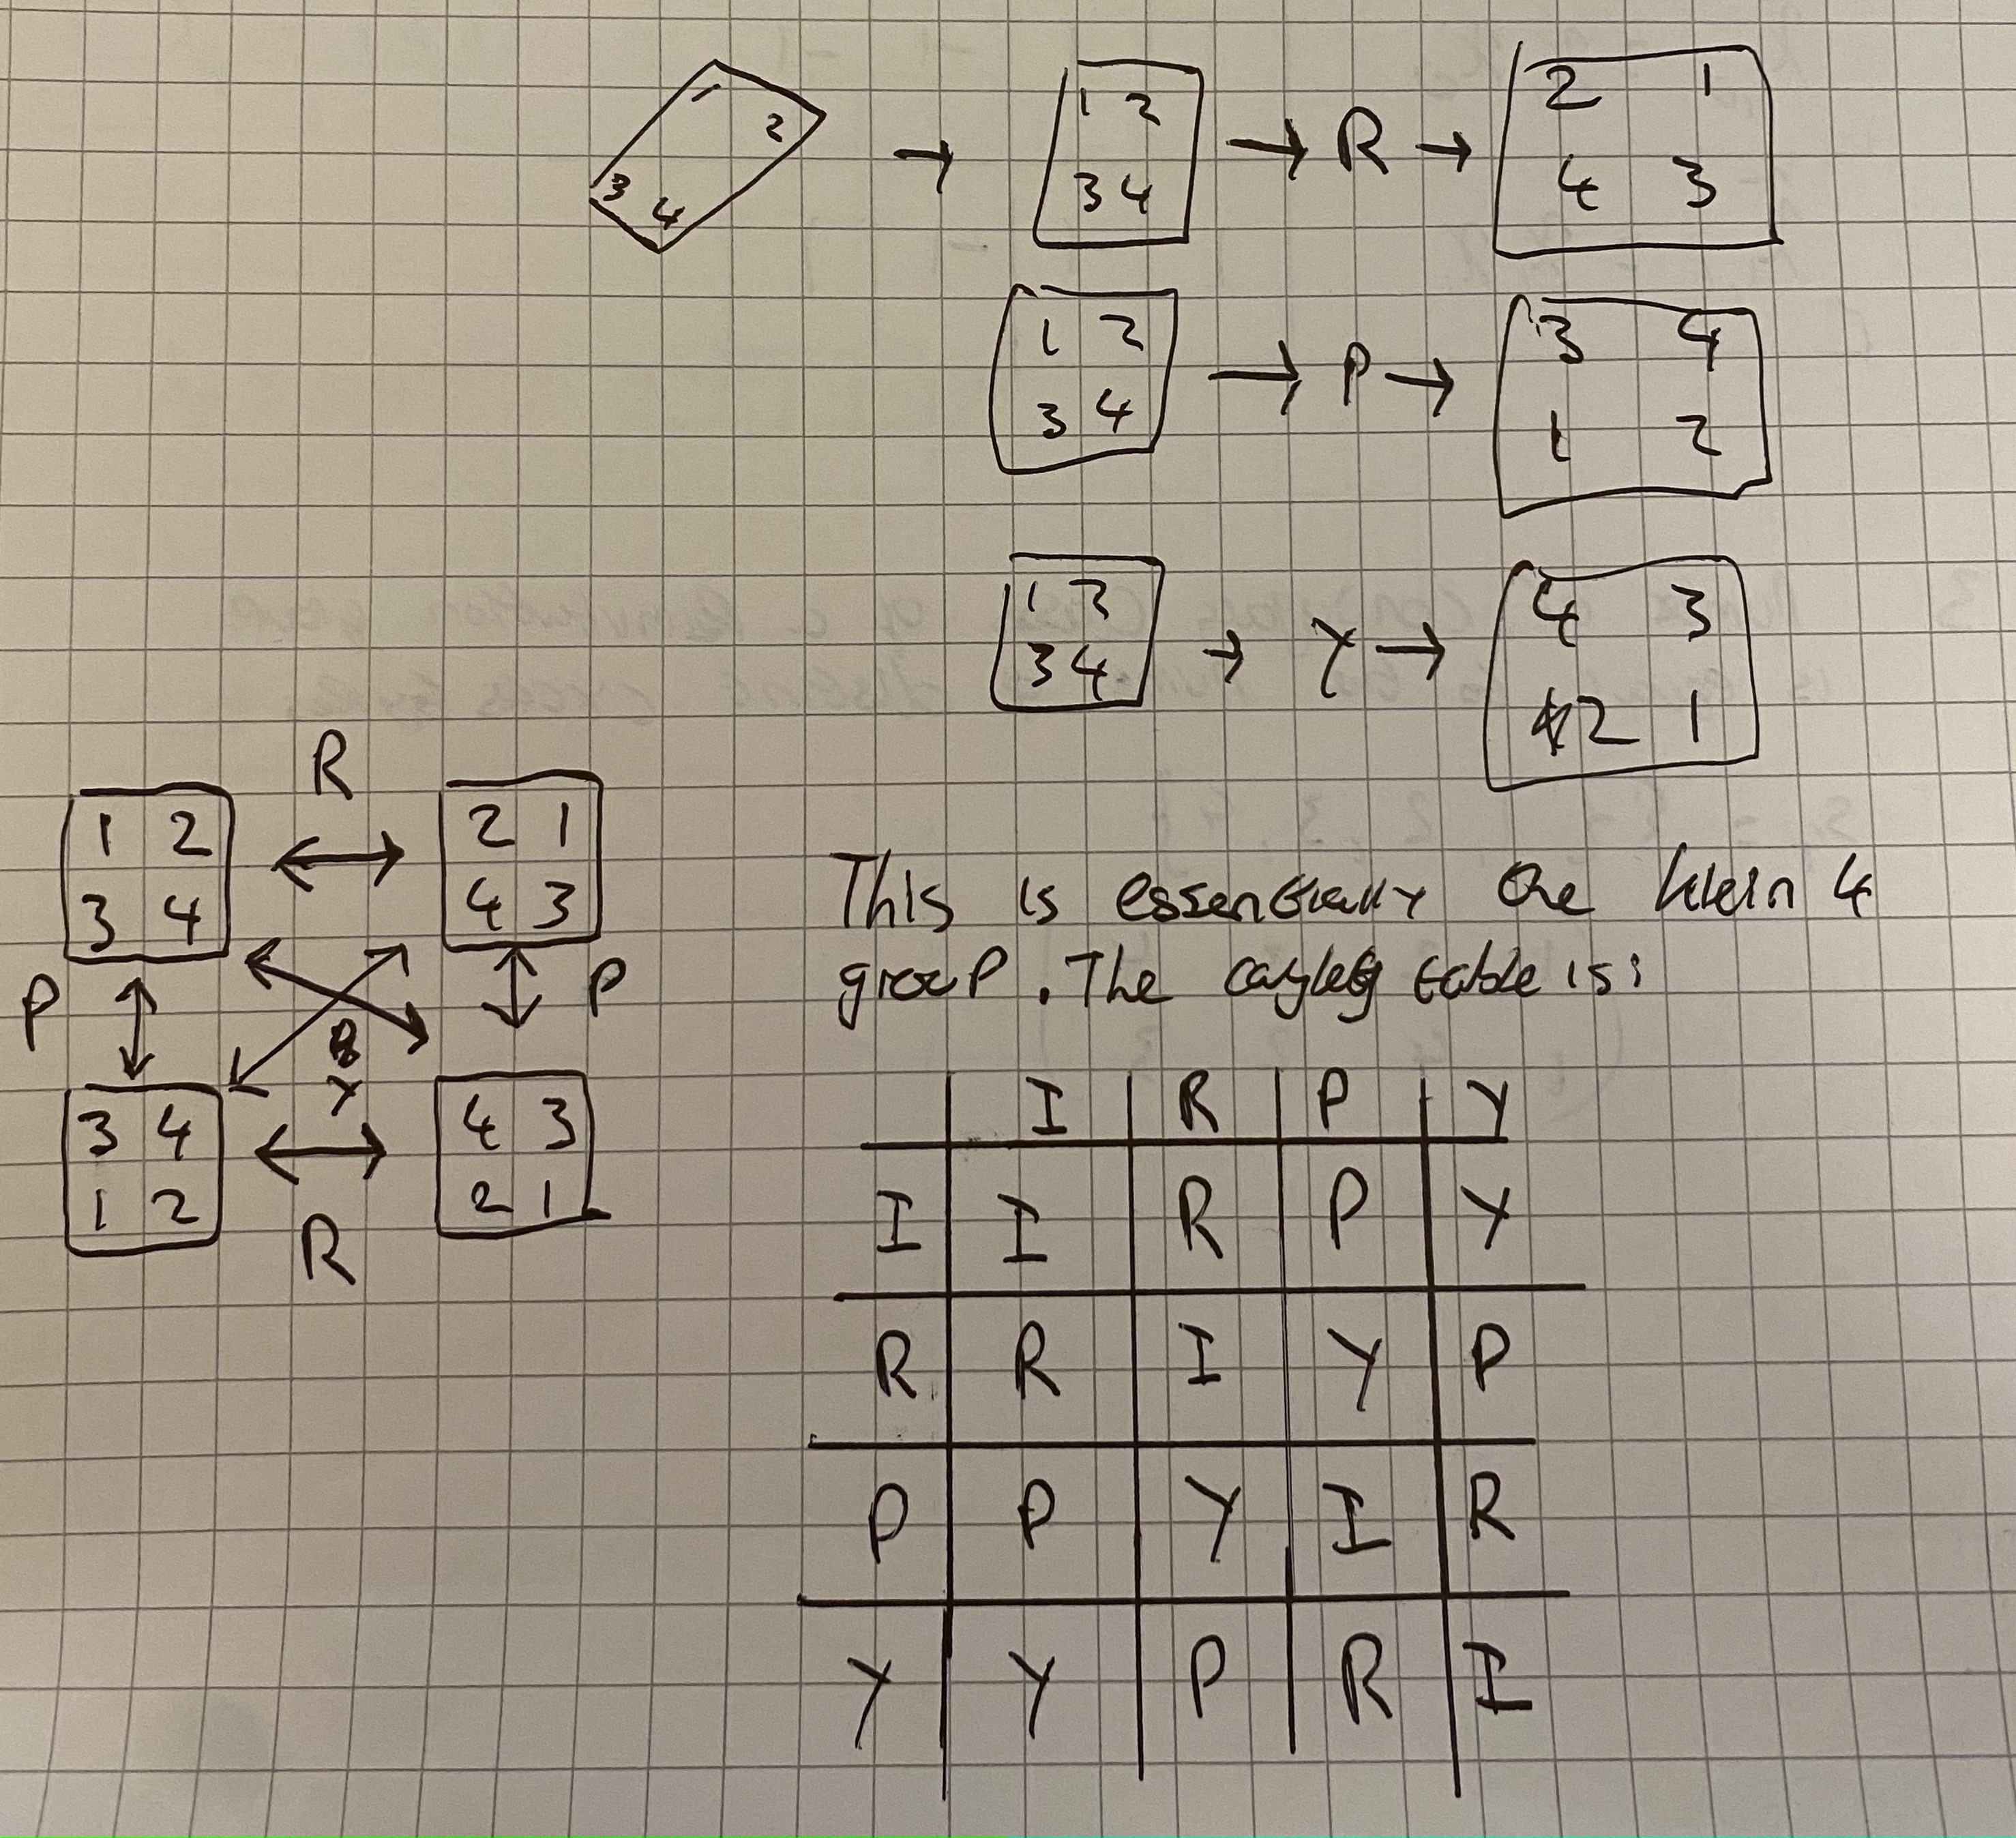 1 2
3 4
→
1 2
3 4
→ R →
2 1
4 3
1 2
3 4
→ P →
3 4
1 2
1 2
3 4
→ Y →
4 3
2 1
R
1 2
3 4
2 1
4 3
P
P
Y
3 4
1 2
4 3
2 1
R
This is essentially the klein 4
group. The cayley table is:
I R P Y
I I R P Y
R R I Y P
P P Y I R
Y Y P R I